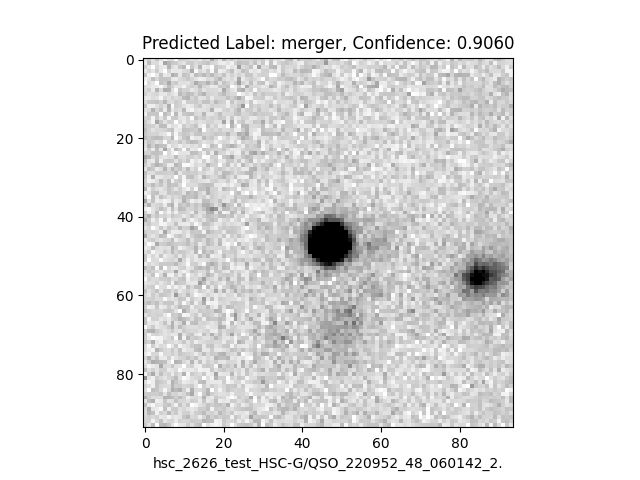 Predicted Label: merger, Confidence: 0.9060
0
20
40
60
80
0 20 40 60 80
hsc_2626_test_HSC-G/QSO_220952_48_060142_2.